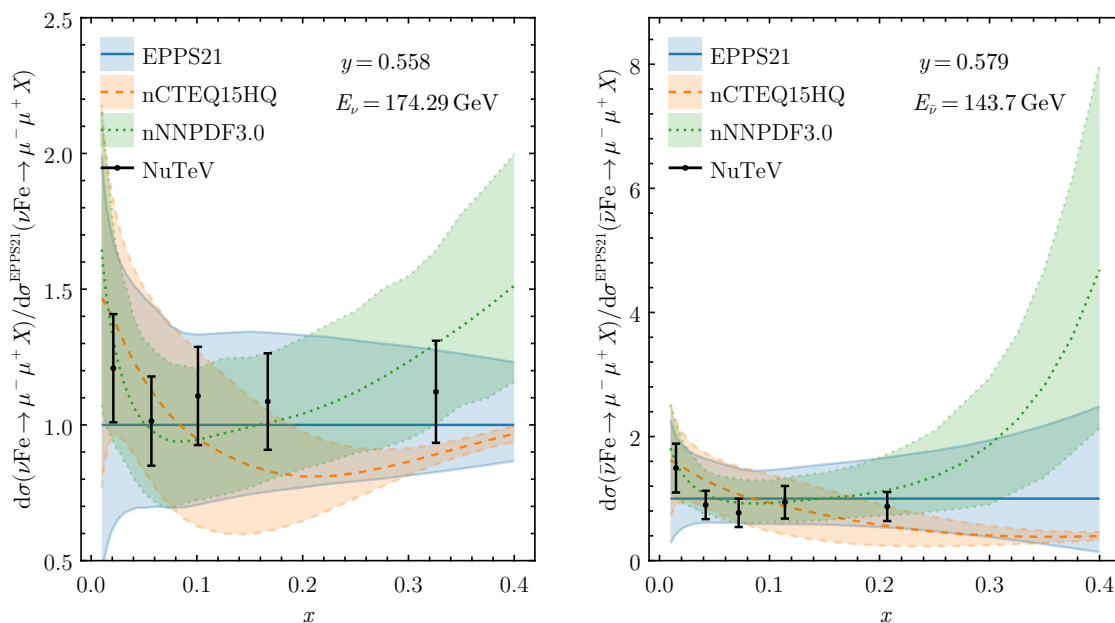 dσ(νFe → μ⁻ μ⁺ X)/dσ^EPPS21(νFe → μ⁻ μ⁺ X)
2.5
2.0
1.5
1.0
0.5
EPPS21
nCTEQ15HQ
nNNPDF3.0
NuTeV
y = 0.558
E_ν = 174.29 GeV
0.0 0.1 0.2 0.3 0.4
x
dσ(ν̄Fe → μ⁻ μ⁺ X)/dσ^EPPS21(ν̄Fe → μ⁻ μ⁺ X)
8
6
4
2
0
EPPS21
nCTEQ15HQ
nNNPDF3.0
NuTeV
y = 0.579
E_ν̄ = 143.7 GeV
0.0 0.1 0.2 0.3 0.4
x